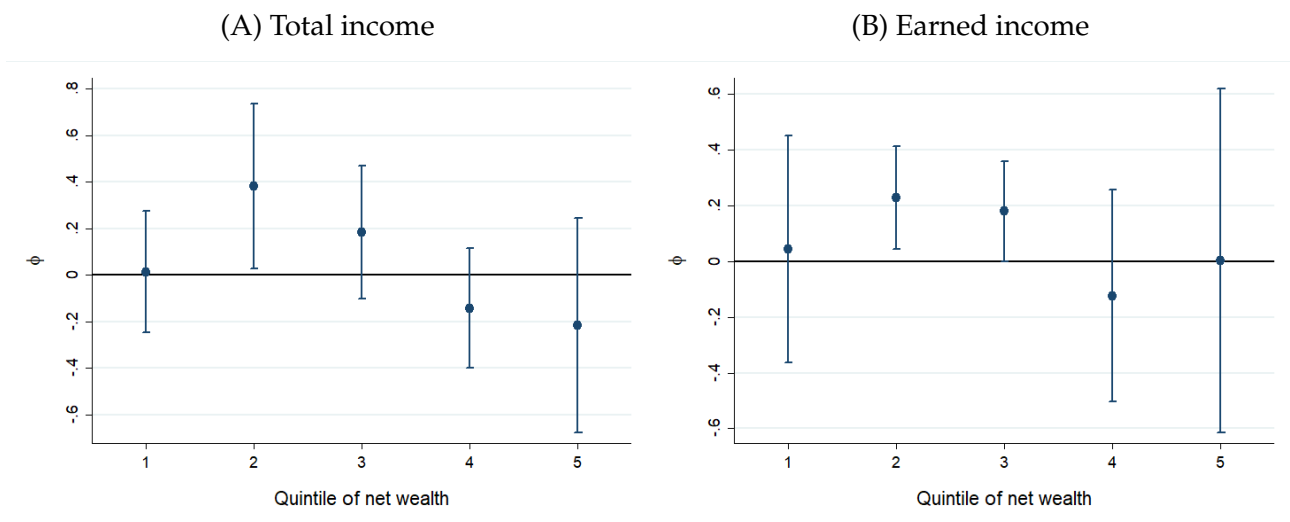 (A) Total income
.8
.6
.4
.2
0
-.2
-.4
-.6
ϕ
1 2 3 4 5
Quintile of net wealth
(B) Earned income
.6
.4
.2
0
-.2
-.4
-.6
ϕ
1 2 3 4 5
Quintile of net wealth